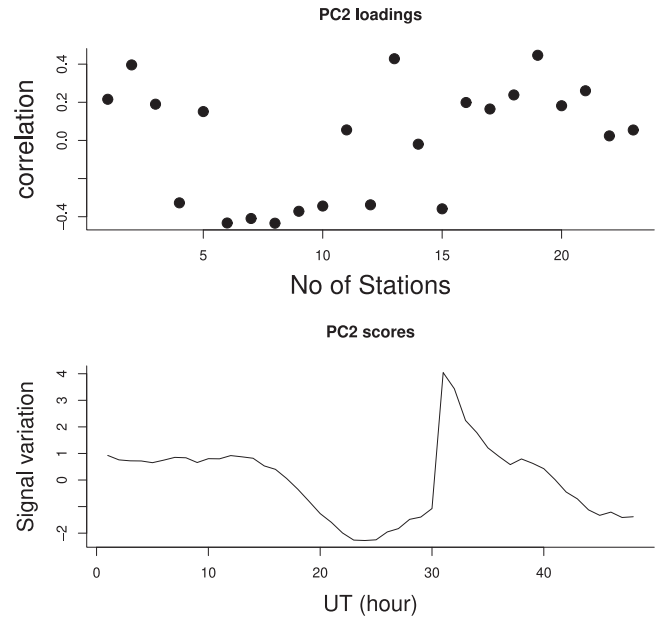 PC2 loadings
correlation
0.4
0.2
0.0
-0.4
5 10 15 20
No of Stations
PC2 scores
Signal variation
4
3
2
1
0
-2
0 10 20 30 40
UT (hour)